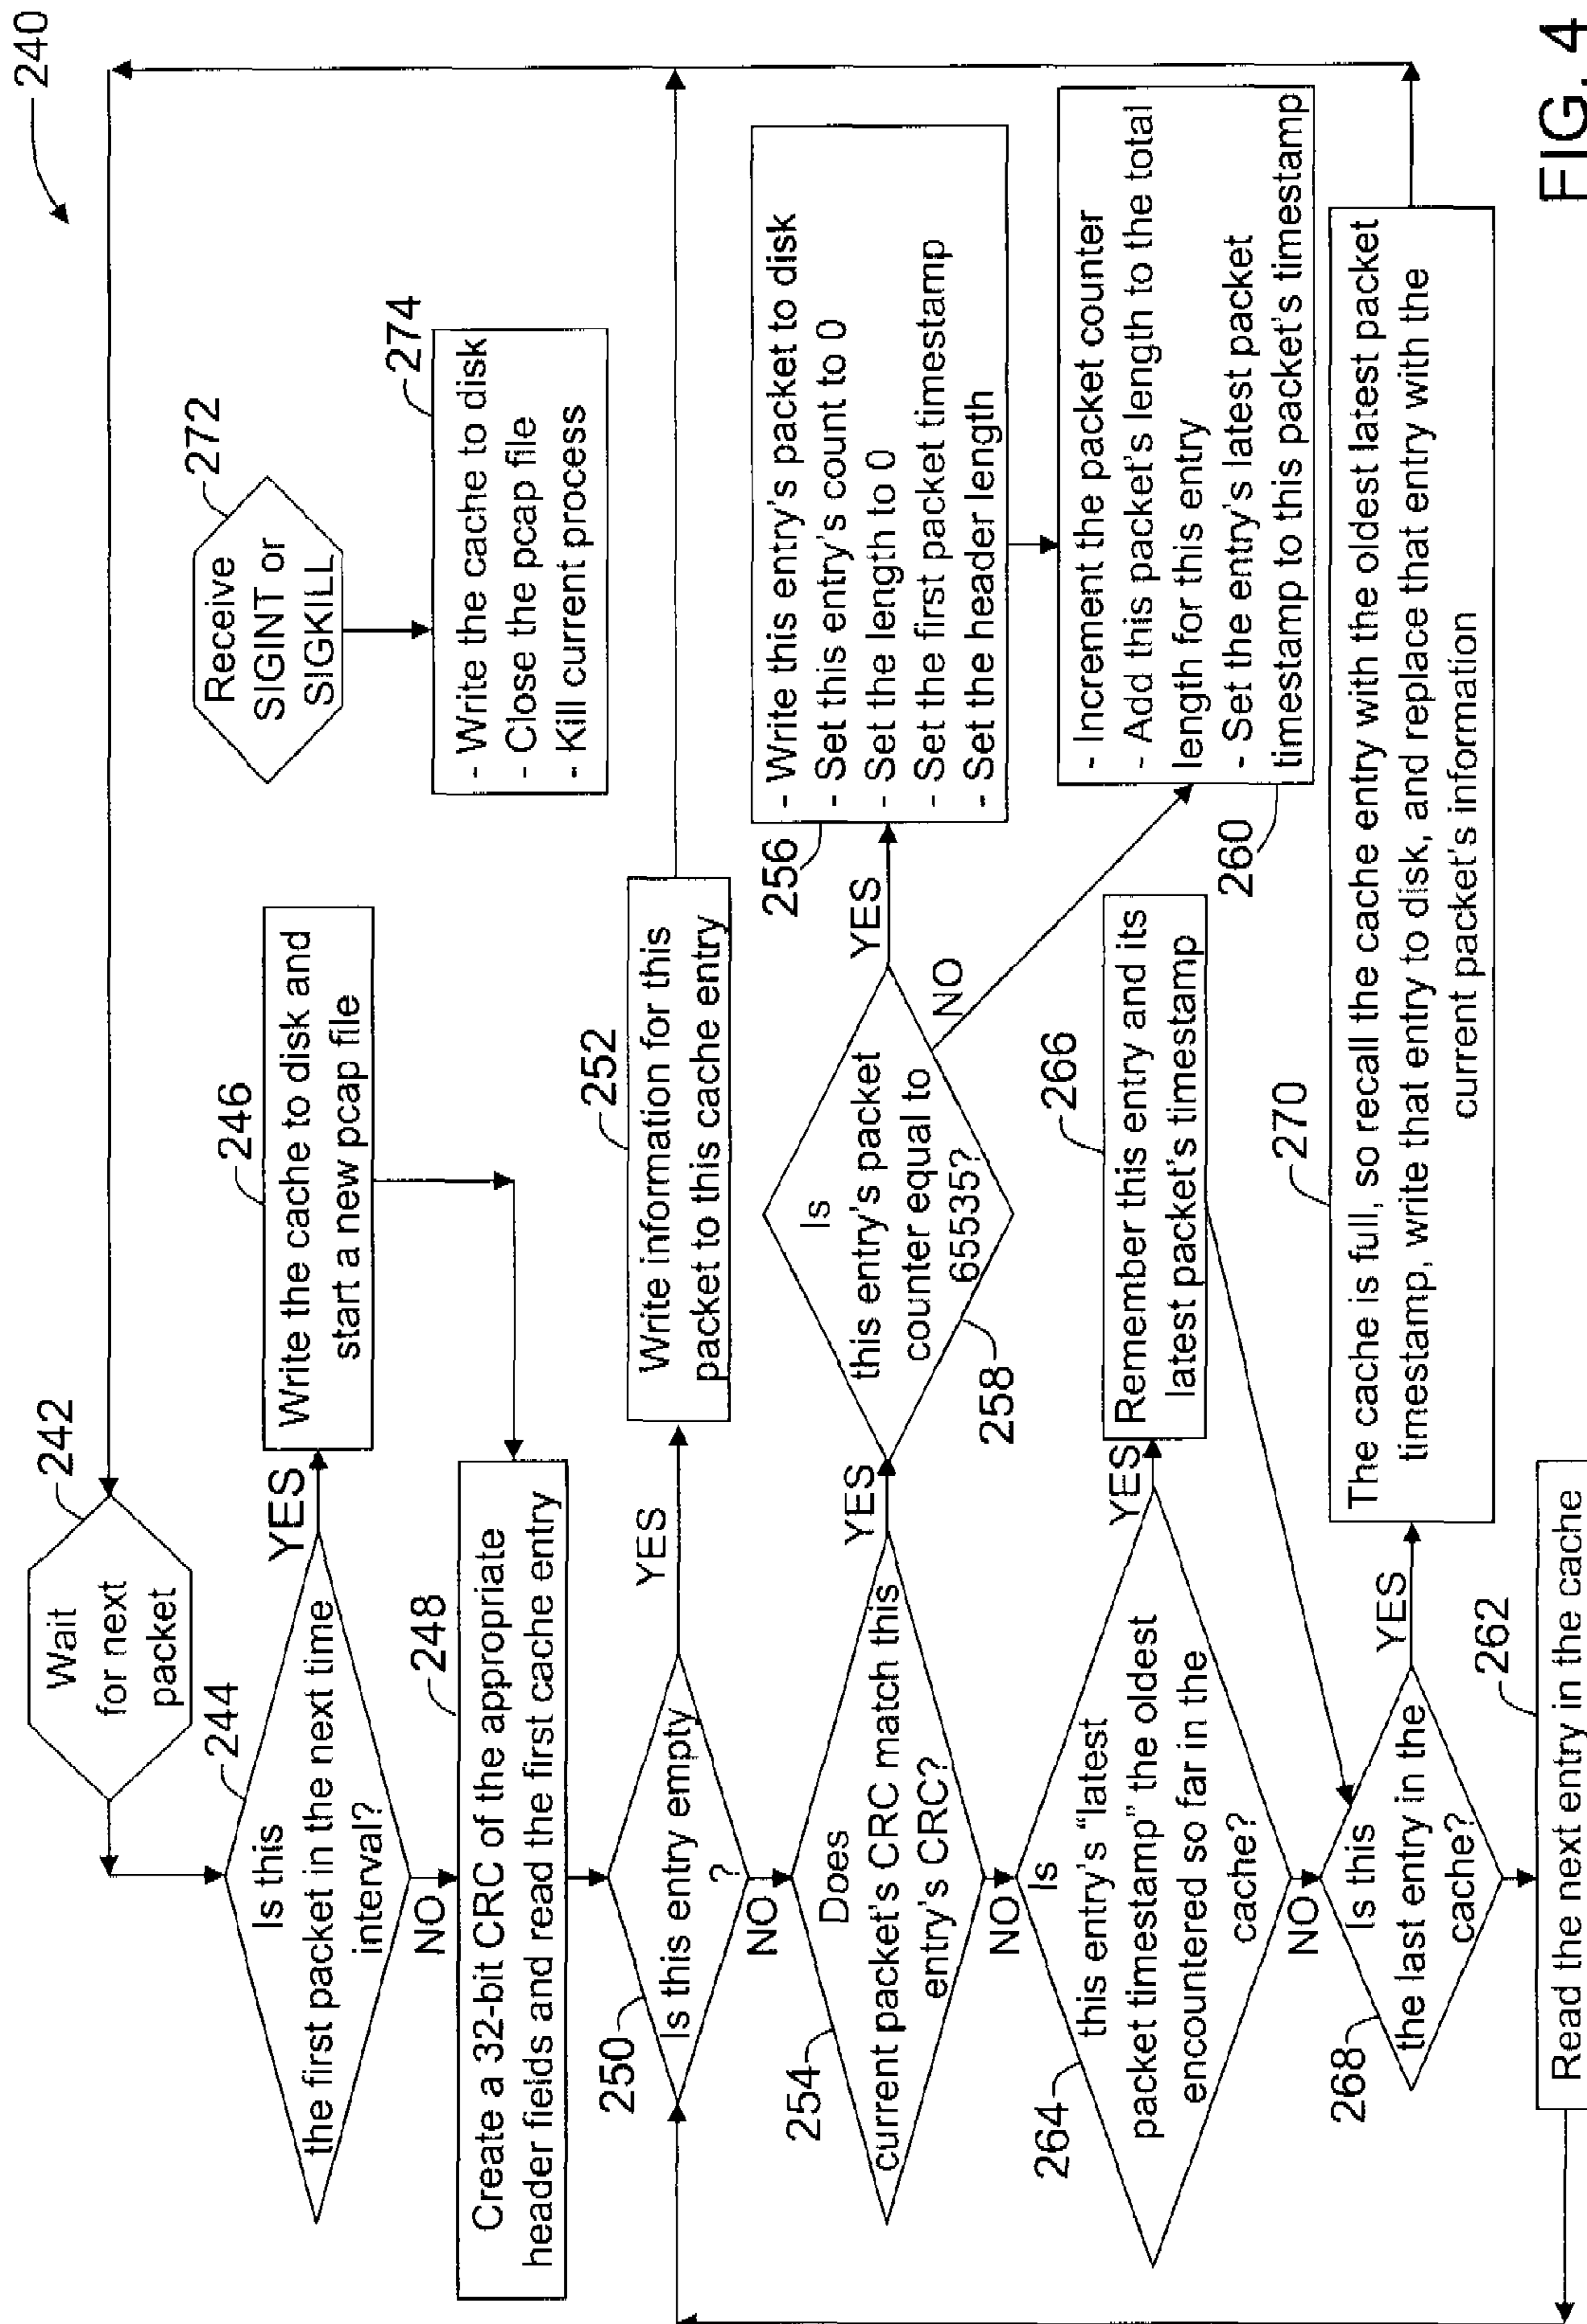 240
242
Wait
for next
packet
244
Is this
the first packet in the next time
interval?
YES
NO
246
Write the cache to disk and
start a new pcap file
272
Receive
SIGINT or
SIGKILL
274
- Write the cache to disk
- Close the pcap file
- Kill current process
248
Create a 32-bit CRC of the appropriate
header fields and read the first cache entry
250
Is this entry empty
?
YES
NO
252
Write information for this
packet to this cache entry
254
Does
current packet's CRC match this
entry's CRC?
YES
NO
258
Is
this entry's packet
counter equal to
65535?
YES
NO
256
- Write this entry's packet to disk
- Set this entry's count to 0
- Set the length to 0
- Set the first packet timestamp
- Set the header length
260
- Increment the packet counter
- Add this packet's length to the total
length for this entry
- Set the entry's latest packet
timestamp to this packet's timestamp
264
Is
this entry's "latest
packet timestamp" the oldest
encountered so far in the
cache?
YES
NO
266
Remember this entry and its
latest packet's timestamp
268
Is this
the last entry in the
cache?
YES
270
The cache is full, so recall the cache entry with the oldest latest packet
timestamp, write that entry to disk, and replace that entry with the
current packet's information
262
Read the next entry in the cache
FIG. 4